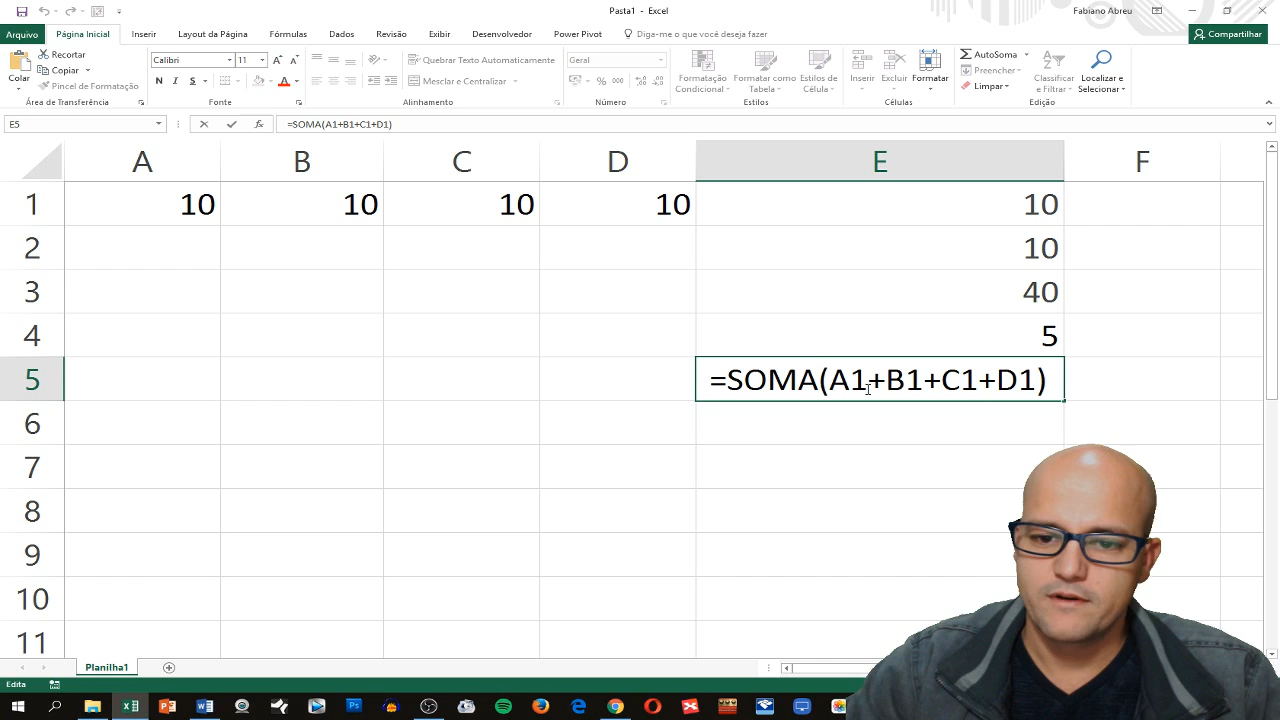 Pasta1 - Excel
Fabiano Abreu
Arquivo
Página Inicial
Inserir
Layout da Página
Fórmulas
Dados
Revisão
Exibir
Desenvolvedor
Power Pivot
Diga-me o que você deseja fazer
Compartilhar
Colar
Recortar
Copiar
Pincel de Formatação
Área de Transferência
Calibri
11
N I S
Fonte
Quebrar Texto Automaticamente
Mesclar e Centralizar
Alinhamento
Geral
% 000
Número
Formatação Condicional
Formatar como Tabela
Estilos de Célula
Estilos
Inserir
Excluir
Formatar
Células
AutoSoma
Preencher
Limpar
Classificar e Filtrar
Localizar e Selecionar
Edição
E5
fx
=SOMA(A1+B1+C1+D1)
A B C D E F
1 10 10 10 10 10
2 10
3 40
4 5
5 =SOMA(A1+B1+C1+D1)
6
7
8
9
10
11
Planilha1
Edita